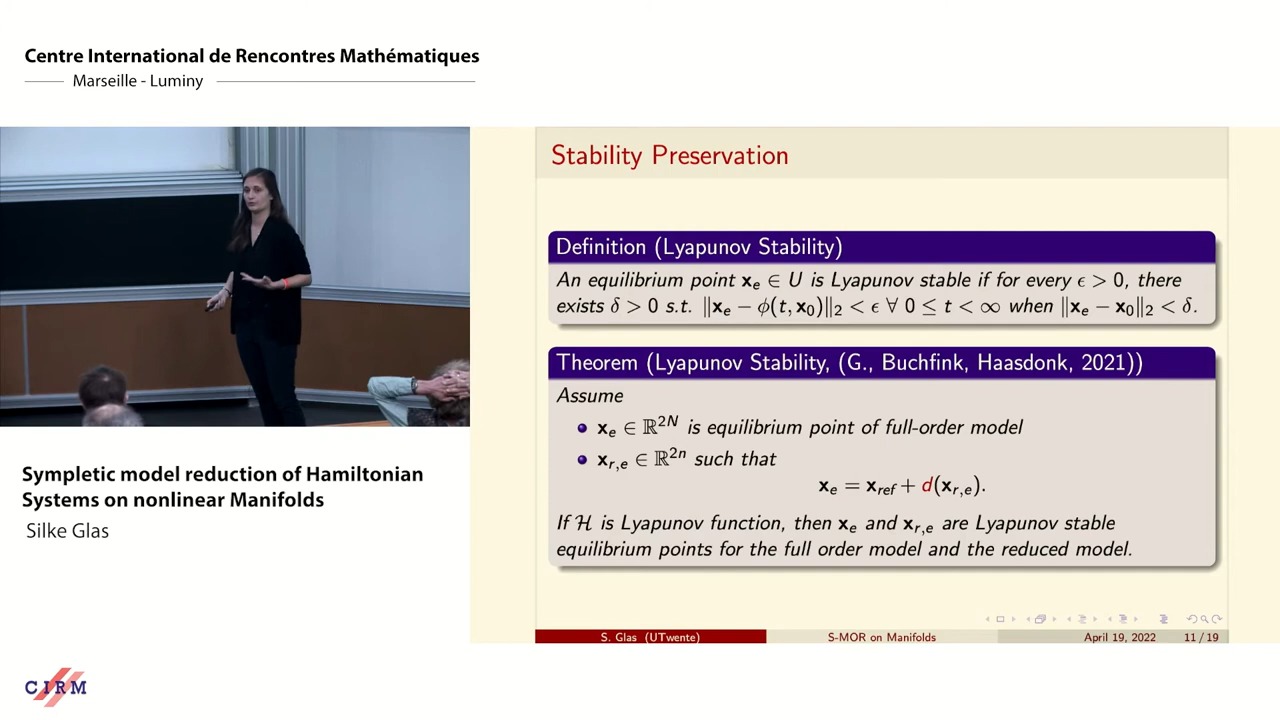 Centre International de Rencontres Mathématiques
Marseille - Luminy
Stability Preservation
Definition (Lyapunov Stability)
An equilibrium point x_e ∈ U is Lyapunov stable if for every ϵ > 0, there
exists δ > 0 s.t. ‖x_e − ϕ(t, x_0)‖_2 < ϵ ∀ 0 ≤ t < ∞ when ‖x_e − x_0‖_2 < δ.
Theorem (Lyapunov Stability, (G., Buchfink, Haasdonk, 2021))
Assume
x_e ∈ ℝ^{2N} is equilibrium point of full-order model
x_{r,e} ∈ ℝ^{2n} such that
x_e = x_{ref} + d(x_{r,e}).
If ℋ is Lyapunov function, then x_e and x_{r,e} are Lyapunov stable
equilibrium points for the full order model and the reduced model.
S. Glas (UTwente) S-MOR on Manifolds April 19, 2022 11 / 19
Sympletic model reduction of Hamiltonian
Systems on nonlinear Manifolds
Silke Glas
CIRM